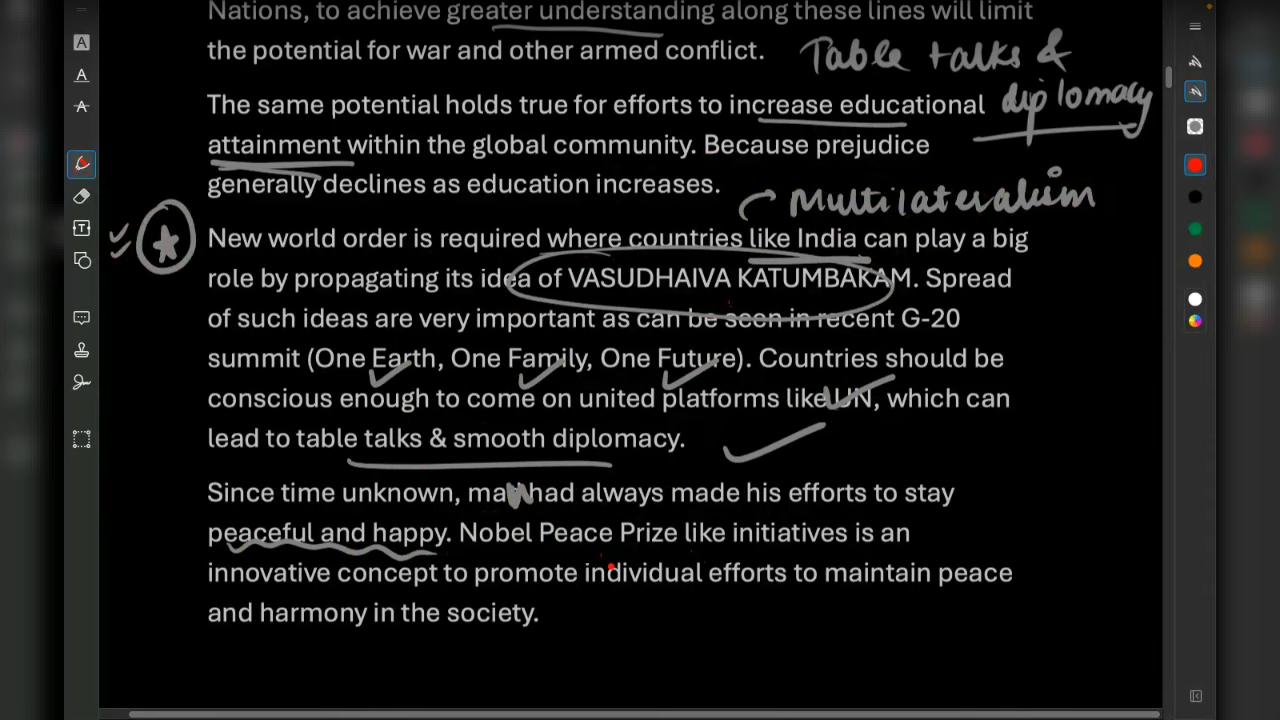 Nations, to achieve greater understanding along these lines will limit
the potential for war and other armed conflict.
Table talks &
diplomacy
The same potential holds true for efforts to increase educational
attainment within the global community. Because prejudice
generally declines as education increases.
Multilateralism
New world order is required where countries like India can play a big
role by propagating its idea of VASUDHAIVA KATUMBAKAM. Spread
of such ideas are very important as can be seen in recent G-20
summit (One Earth, One Family, One Future). Countries should be
conscious enough to come on united platforms like UN, which can
lead to table talks & smooth diplomacy.
Since time unknown, man had always made his efforts to stay
peaceful and happy. Nobel Peace Prize like initiatives is an
innovative concept to promote individual efforts to maintain peace
and harmony in the society.